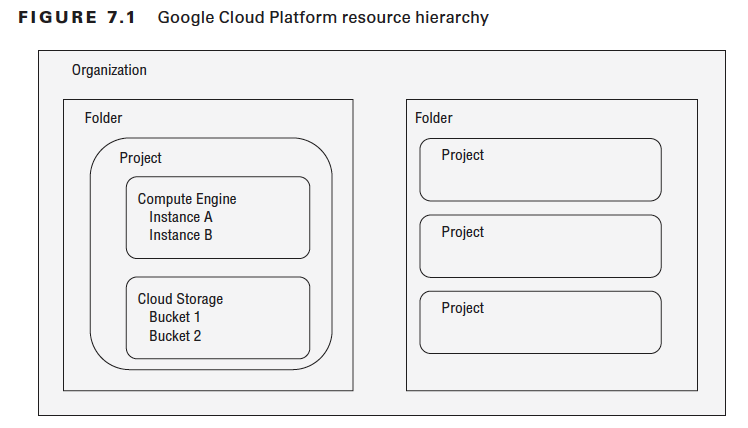 FIGURE 7.1 Google Cloud Platform resource hierarchy
Organization
Folder
Project
Compute Engine
Instance A
Instance B
Cloud Storage
Bucket 1
Bucket 2
Folder
Project
Project
Project